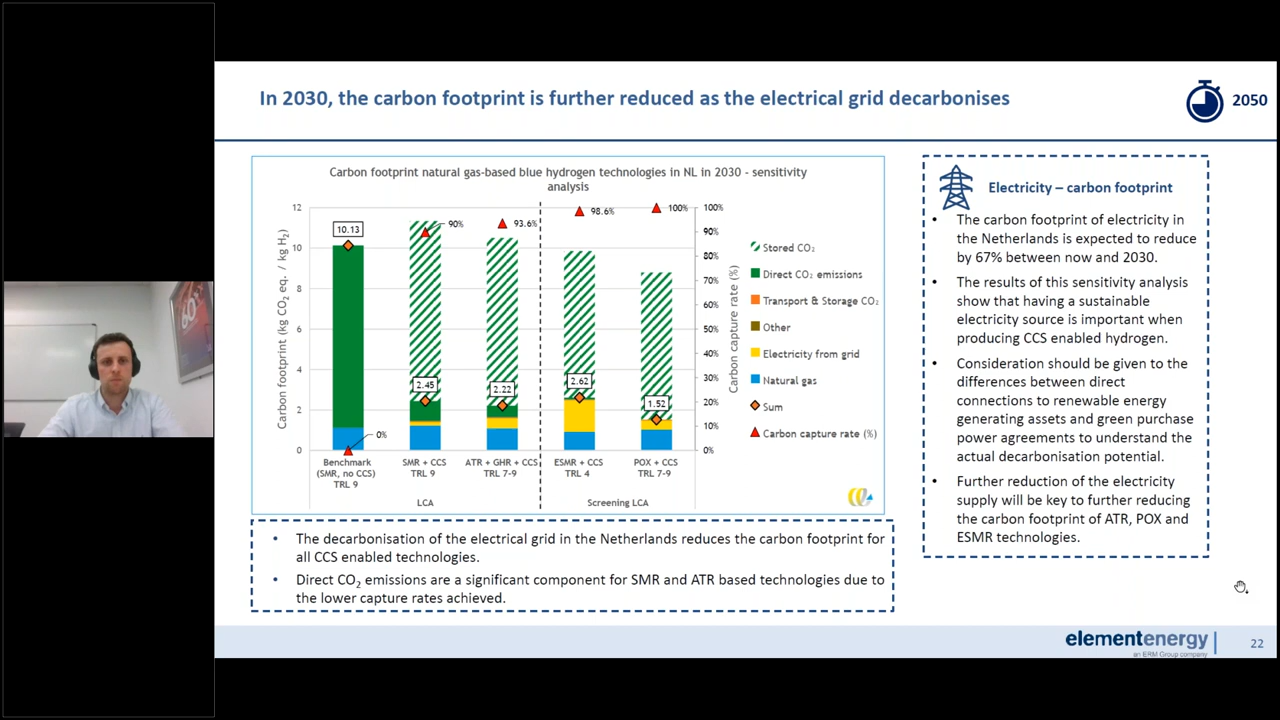 In 2030, the carbon footprint is further reduced as the electrical grid decarbonises
2050
Carbon footprint natural gas-based blue hydrogen technologies in NL in 2030 - sensitivity
analysis
Carbon footprint (kg CO2 eq. / kg H2)
12
10
8
6
4
2
0
10.13
0%
2.45
90%
2.22
93.6%
2.62
98.6%
1.52
100%
100%
90%
80%
70%
60%
50%
40%
30%
20%
10%
0%
Carbon capture rate (%)
Benchmark
(SMR, no CCS)
TRL 9
SMR + CCS
TRL 9
ATR + GHR + CCS
TRL 7-9
ESMR + CCS
TRL 4
POX + CCS
TRL 7-9
LCA
Screening LCA
Stored CO2
Direct CO2 emissions
Transport & Storage CO2
Other
Electricity from grid
Natural gas
Sum
Carbon capture rate (%)
• The decarbonisation of the electrical grid in the Netherlands reduces the carbon footprint for
all CCS enabled technologies.
• Direct CO2 emissions are a significant component for SMR and ATR based technologies due to
the lower capture rates achieved.
Electricity – carbon footprint
• The carbon footprint of electricity in
the Netherlands is expected to reduce
by 67% between now and 2030.
• The results of this sensitivity analysis
show that having a sustainable
electricity source is important when
producing CCS enabled hydrogen.
• Consideration should be given to the
differences between direct
connections to renewable energy
generating assets and green purchase
power agreements to understand the
actual decarbonisation potential.
• Further reduction of the electricity
supply will be key to further reducing
the carbon footprint of ATR, POX and
ESMR technologies.
elementenergy
an ERM Group company
22